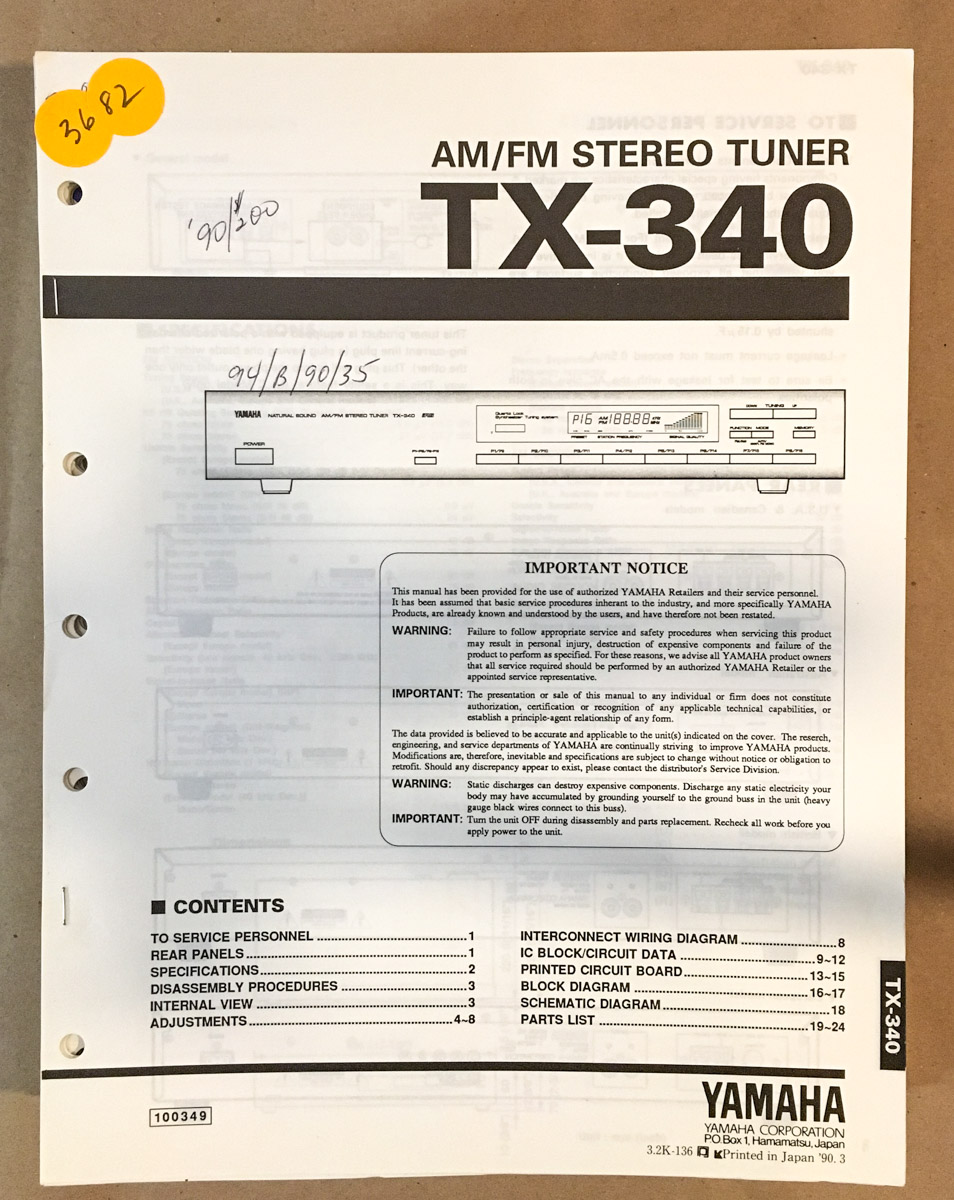 3682
AM/FM STEREO TUNER
TX-340
'90/$200
94/B/90/35
YAMAHA NATURAL SOUND AM/FM STEREO TUNER TX-340
Quartz Lock
Synthesizer Tuning system
DOWN TUNING UP
PRESET STATION FREQUENCY SIGNAL QUALITY
FUNCTION MODE MEMORY
POWER
IMPORTANT NOTICE
This manual has been provided for the use of authorized YAMAHA Retailers and their service personnel.
It has been assumed that basic service procedures inherant to the industry, and more specifically YAMAHA
Products, are already known and understood by the users, and have therefore not been restated.
WARNING: Failure to follow appropriate service and safety procedures when servicing this product
may result in personal injury, destruction of expensive components and failure of the
product to perform as specified. For these reasons, we advise all YAMAHA product owners
that all service required should be performed by an authorized YAMAHA Retailer or the
appointed service representative.
IMPORTANT: The presentation or sale of this manual to any individual or firm does not constitute
authorization, certification or recognition of any applicable technical capabilities, or
establish a principle-agent relationship of any form.
The data provided is believed to be accurate and applicable to the unit(s) indicated on the cover. The reserch,
engineering, and service departments of YAMAHA are continually striving to improve YAMAHA products.
Modifications are, therefore, inevitable and specifications are subject to change without notice or obligation to
retrofit. Should any discrepancy appear to exist, please contact the distributor's Service Division.
WARNING: Static discharges can destroy expensive components. Discharge any static electricity your
body may have accumulated by grounding yourself to the ground buss in the unit (heavy
gauge black wires connect to this buss).
IMPORTANT: Turn the unit OFF during disassembly and parts replacement. Recheck all work before you
apply power to the unit.
■ CONTENTS
TO SERVICE PERSONNEL ........ 1
REAR PANELS ........ 1
SPECIFICATIONS ........ 2
DISASSEMBLY PROCEDURES ........ 3
INTERNAL VIEW ........ 3
ADJUSTMENTS ........ 4~8
INTERCONNECT WIRING DIAGRAM ........ 8
IC BLOCK/CIRCUIT DATA ........ 9~12
PRINTED CIRCUIT BOARD ........ 13~15
BLOCK DIAGRAM ........ 16~17
SCHEMATIC DIAGRAM ........ 18
PARTS LIST ........ 19~24
TX-340
100349
YAMAHA
YAMAHA CORPORATION
P.O.Box 1, Hamamatsu, Japan
3.2K-136 Printed in Japan '90. 3